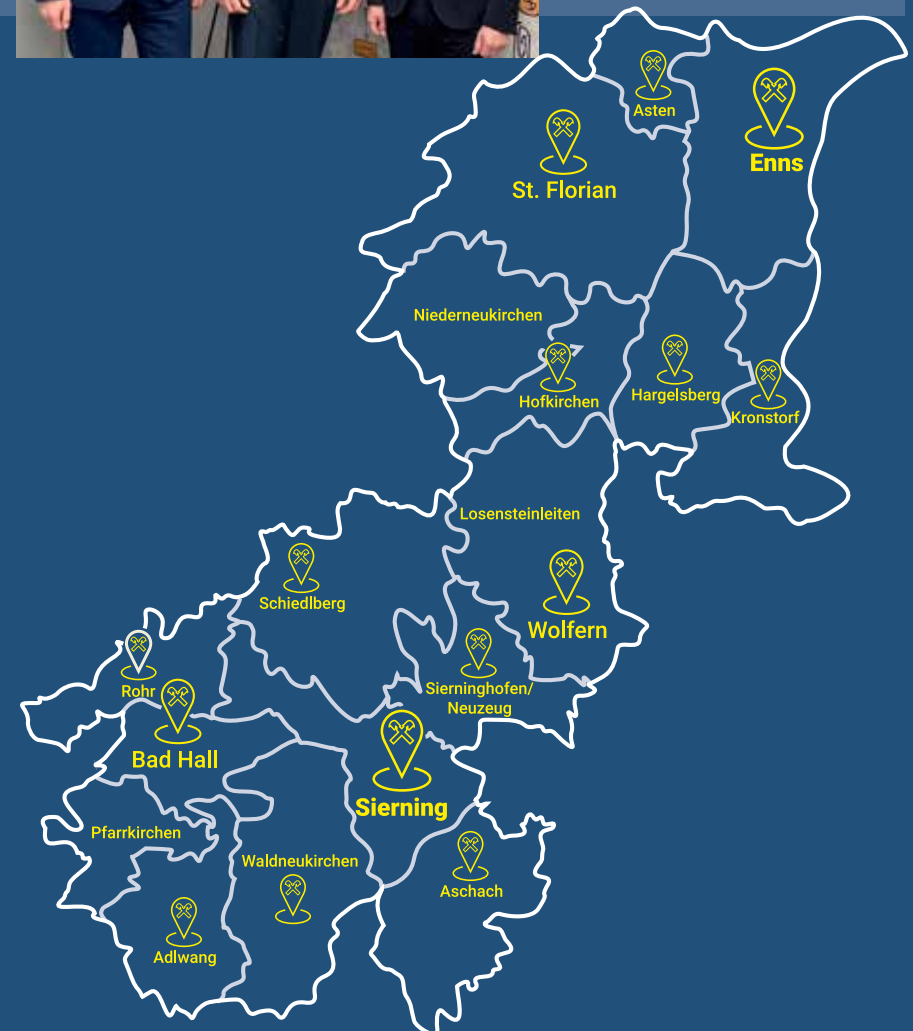 Asten
Enns
St. Florian
Niederneukirchen
Hofkirchen
Hargelsberg
Kronstorf
Losensteinleiten
Schiedlberg
Wolfern
Rohr
Sierninghofen/
Neuzeug
Bad Hall
Sierning
Pfarrkirchen
Waldneukirchen
Aschach
Adlwang